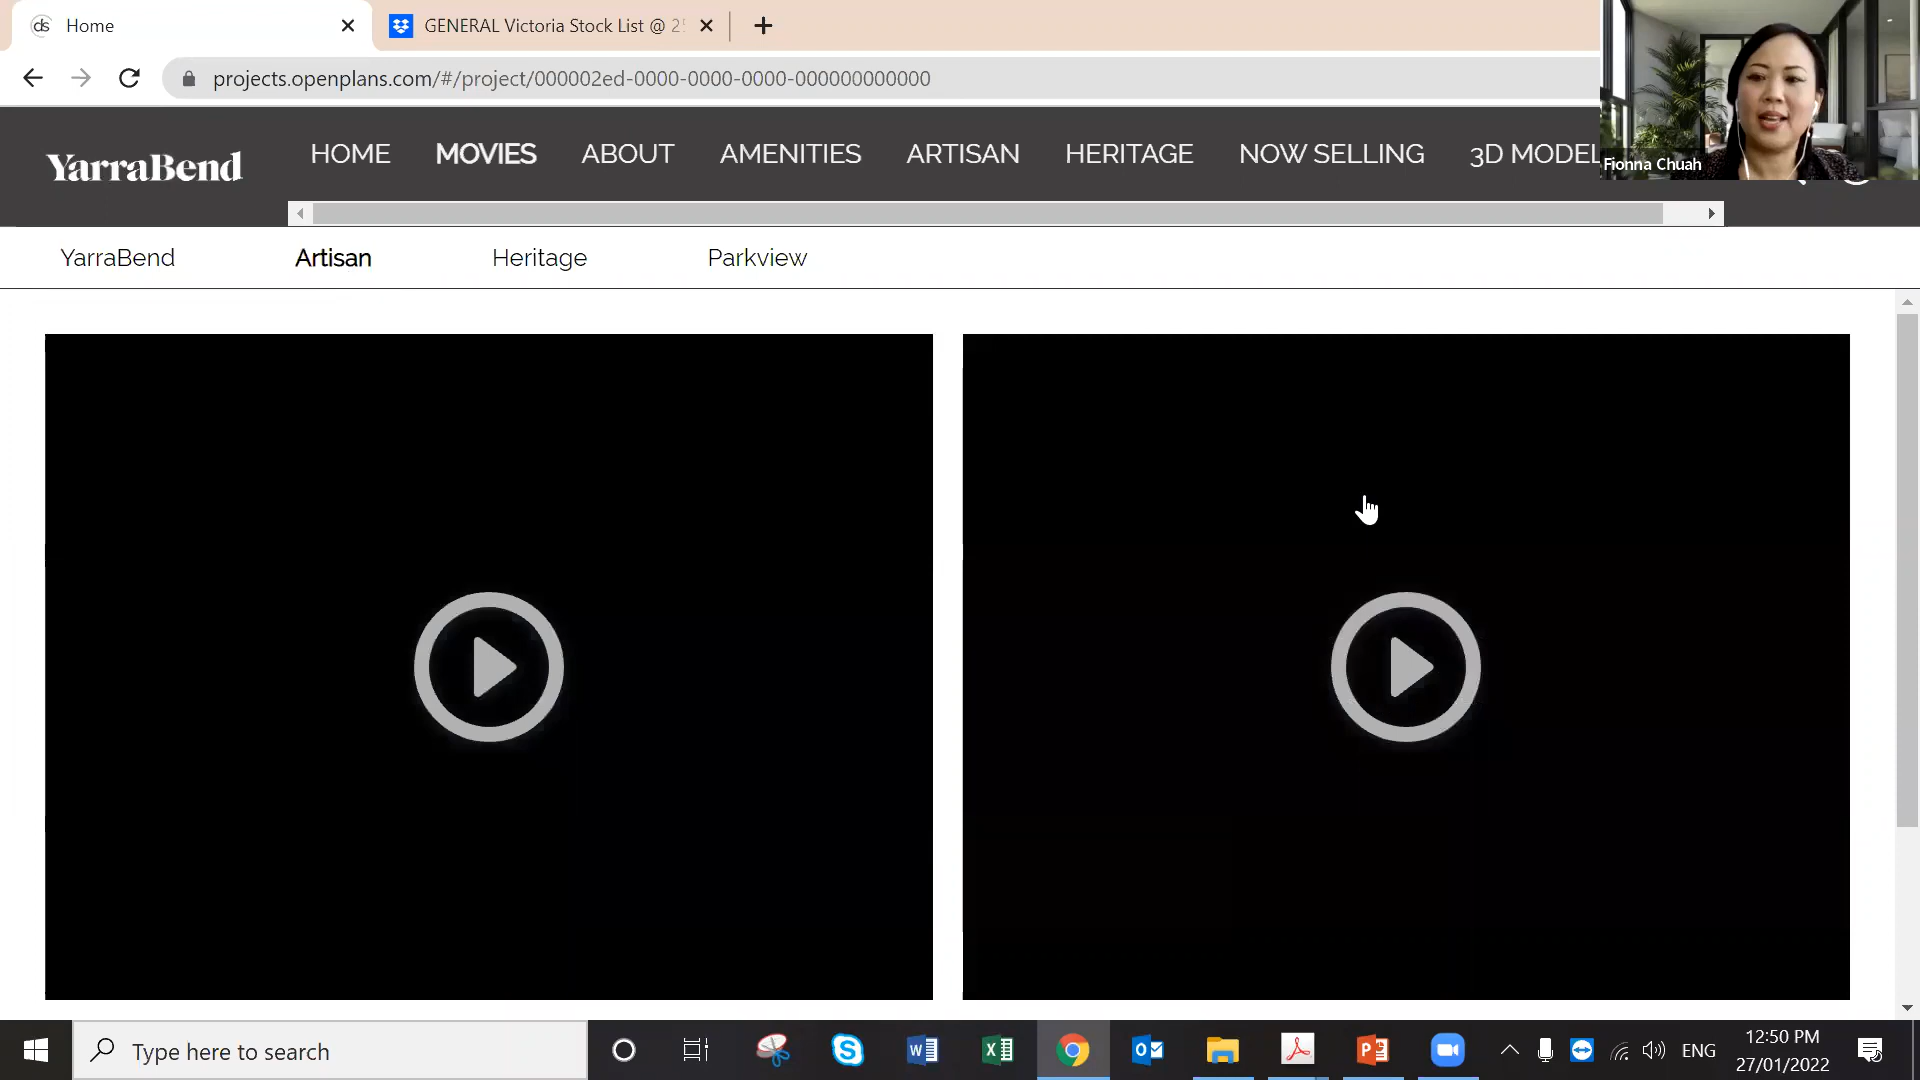 Home
GENERAL Victoria Stock List @ 2
projects.openplans.com/#/project/000002ed-0000-0000-0000-000000000000
YarraBend
HOME MOVIES ABOUT AMENITIES ARTISAN HERITAGE NOW SELLING 3D MODEL
Fionna Chuah
YarraBend Artisan Heritage Parkview
Type here to search
ENG
12:50 PM
27/01/2022